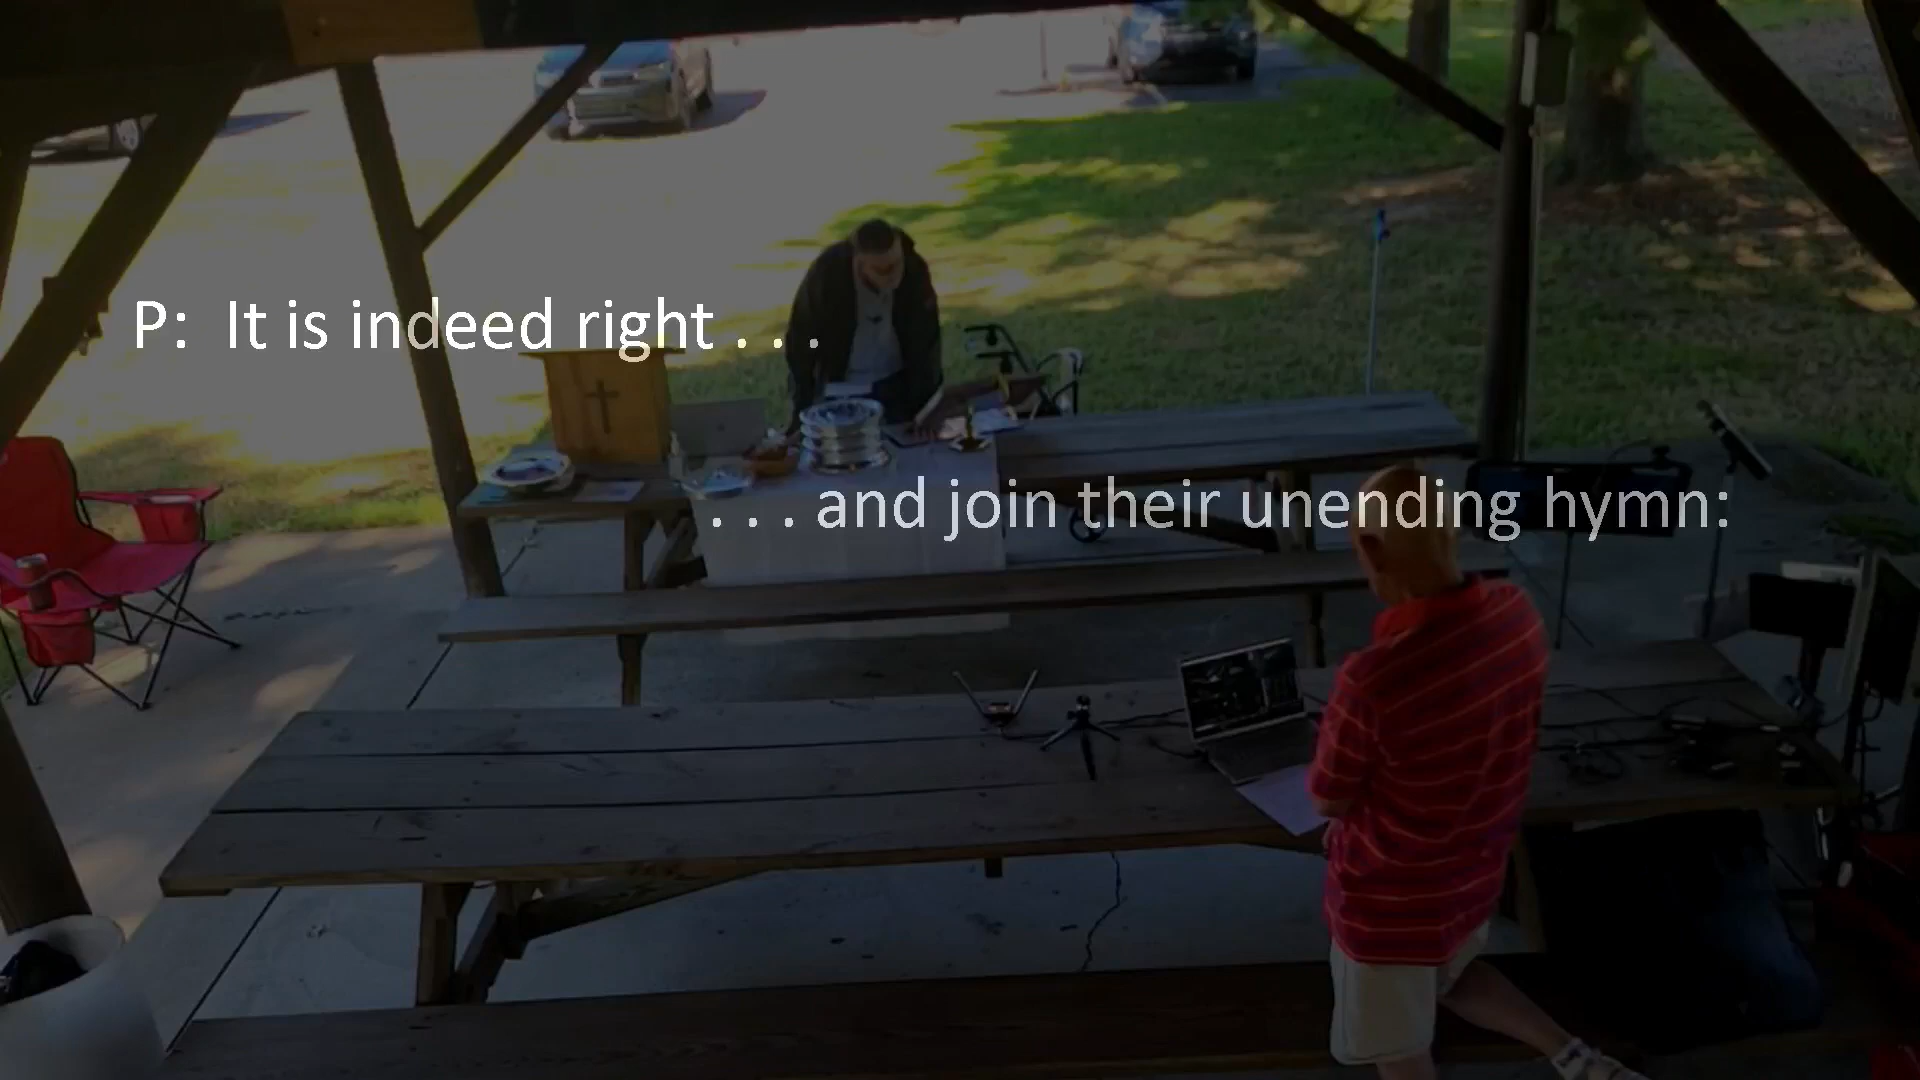 P:  It is indeed right . . .
. . . and join their unending hymn: